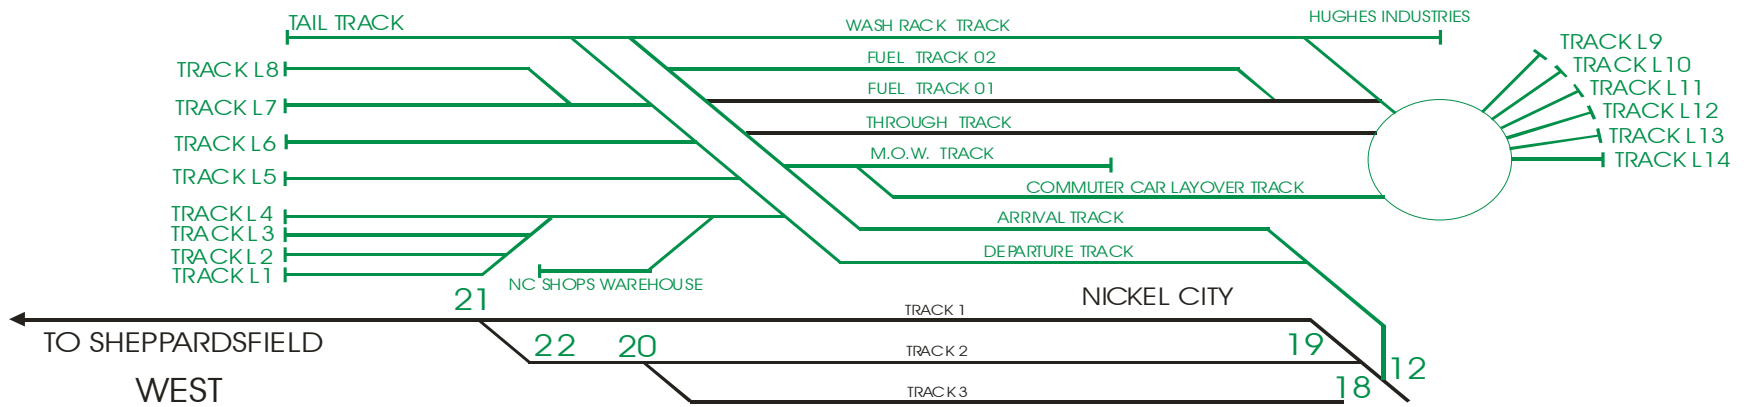 TAIL TRACK
WASH RACK TRACK
HUGHES INDUSTRIES
TRACK L9
TRACK L10
TRACK L11
TRACK L12
TRACK L13
TRACK L14
TRACK L8
FUEL TRACK 02
FUEL TRACK 01
TRACK L7
THROUGH TRACK
TRACK L6
M.O.W. TRACK
TRACK L5
COMMUTER CAR LAYOVER TRACK
TRACK L4
ARRIVAL TRACK
TRACK L3
TRACK L2
DEPARTURE TRACK
TRACK L1
NC SHOPS WAREHOUSE
21
NICKEL CITY
TRACK 1
TO SHEPPARDSFIELD
22
20
TRACK 2
19
12
WEST
TRACK 3
18